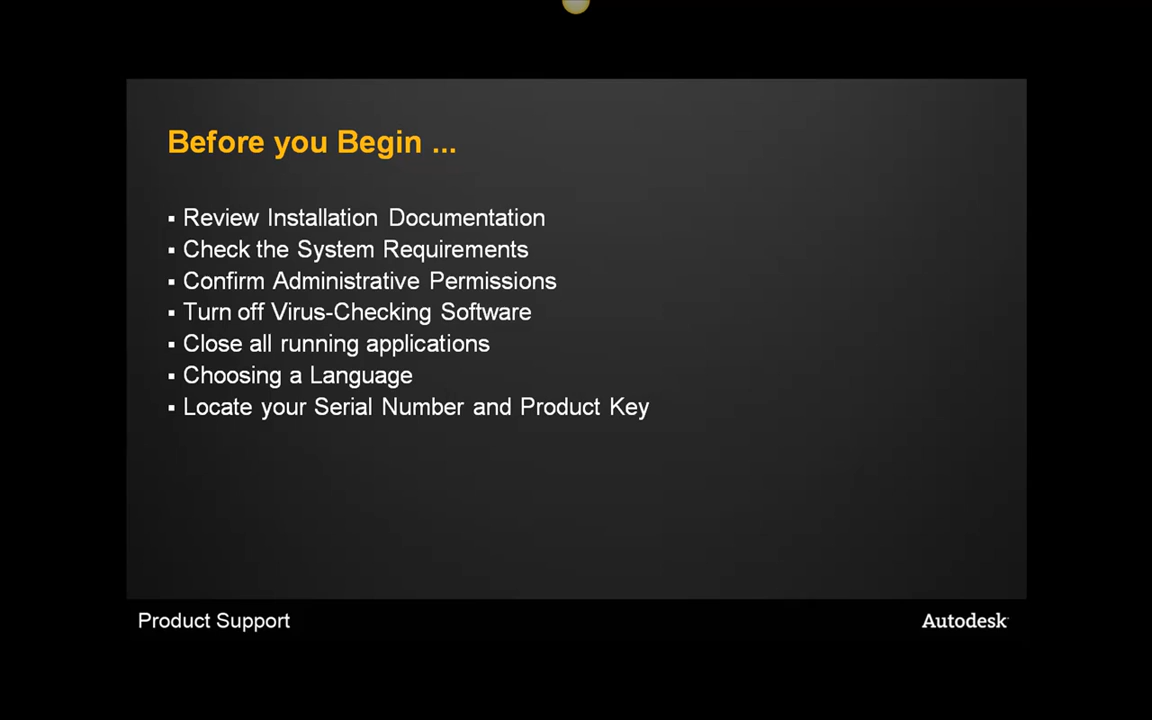 Before you Begin ...
▪ Review Installation Documentation
▪ Check the System Requirements
▪ Confirm Administrative Permissions
▪ Turn off Virus-Checking Software
▪ Close all running applications
▪ Choosing a Language
▪ Locate your Serial Number and Product Key
Product Support
Autodesk